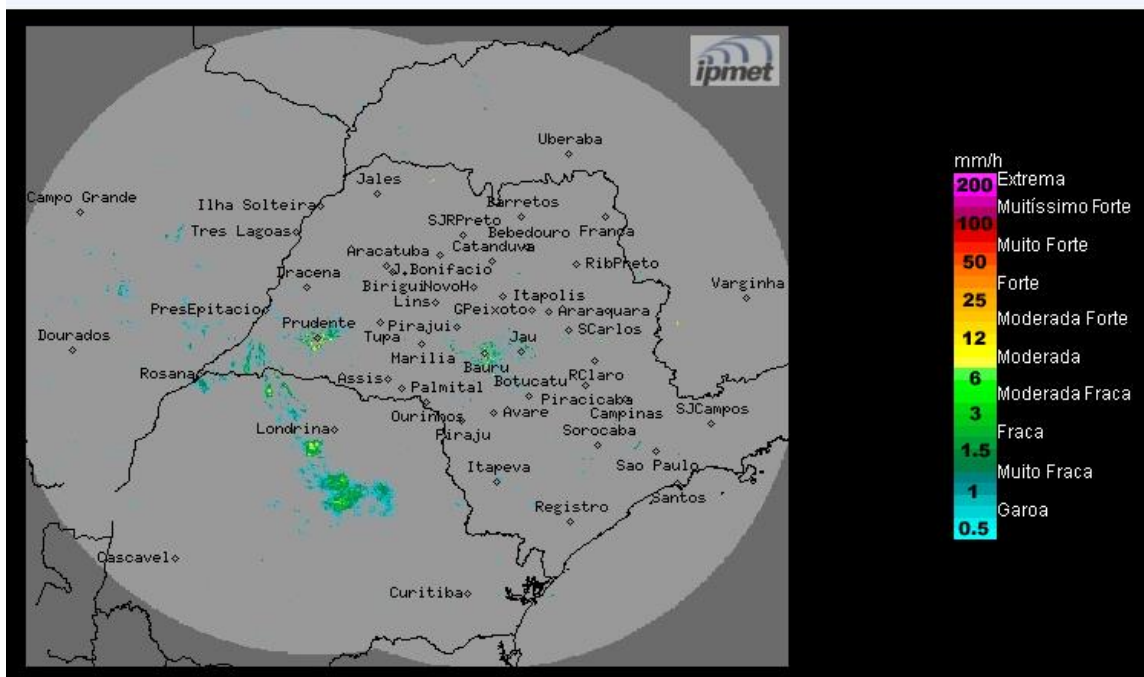 ipmet
Uberaba
Jales
Campo Grande
Ilha Solteira
Barretos
SJRPreto
Tres Lagoas
Bebedouro Franca
Catanduva
Aracatuba
J.Bonifacio
RibPreto
Dracena
Birigui
NovoH
Varginha
Itapolis
Lins
PresEpitacio
GPeixoto
Araraquara
Prudente
Pirajui
SCarlos
Dourados
Tupa
Jau
Marilia
Bauru
Rosana
Assis
RClaro
Palmital
Botucatu
Piracicaba
Ourinhos
Avare
Campinas
SJCampos
Londrina
Piraju
Sorocaba
Itapeva
Sao Paulo
Santos
Registro
Cascavel
Curitiba
mm/h
200 Extrema
Muitíssimo Forte
100
Muito Forte
50
Forte
25
Moderada Forte
12
Moderada
6
Moderada Fraca
3
Fraca
1.5
Muito Fraca
1
Garoa
0.5